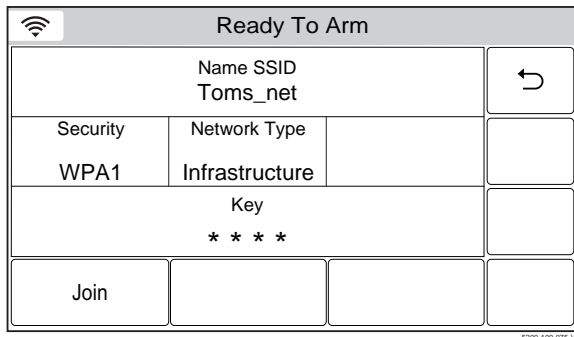 Ready To Arm
Name SSID
Toms_net
Security
Network Type
WPA1
Infrastructure
Key
* * * *
Join